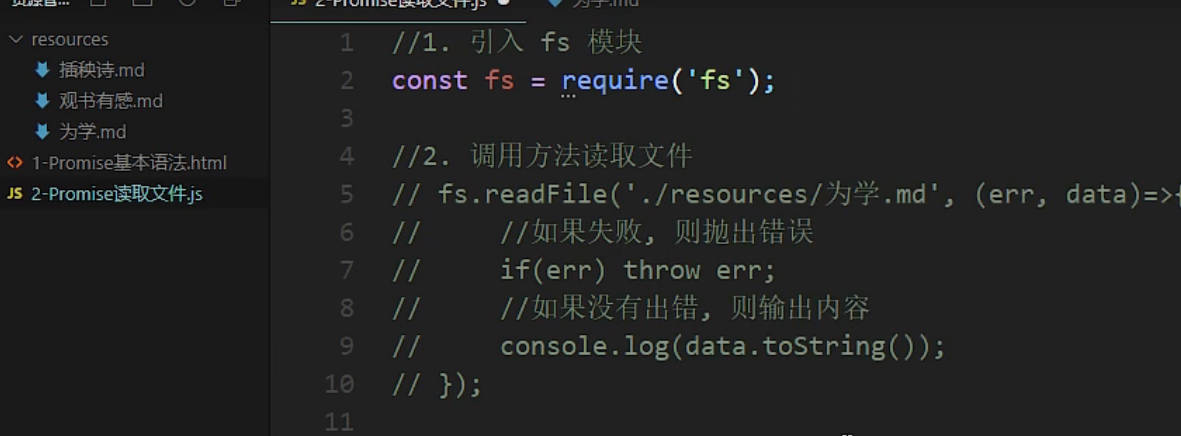 资源管...
2-Promise读取文件.js
为学.md
resources
插秧诗.md
观书有感.md
为学.md
1-Promise基本语法.html
JS 2-Promise读取文件.js
1 //1. 引入 fs 模块
2 const fs = require('fs');
3
4 //2. 调用方法读取文件
5 // fs.readFile('./resources/为学.md', (err, data)=>{
6 //     //如果失败, 则抛出错误
7 //     if(err) throw err;
8 //     //如果没有出错, 则输出内容
9 //     console.log(data.toString());
10 // });
11